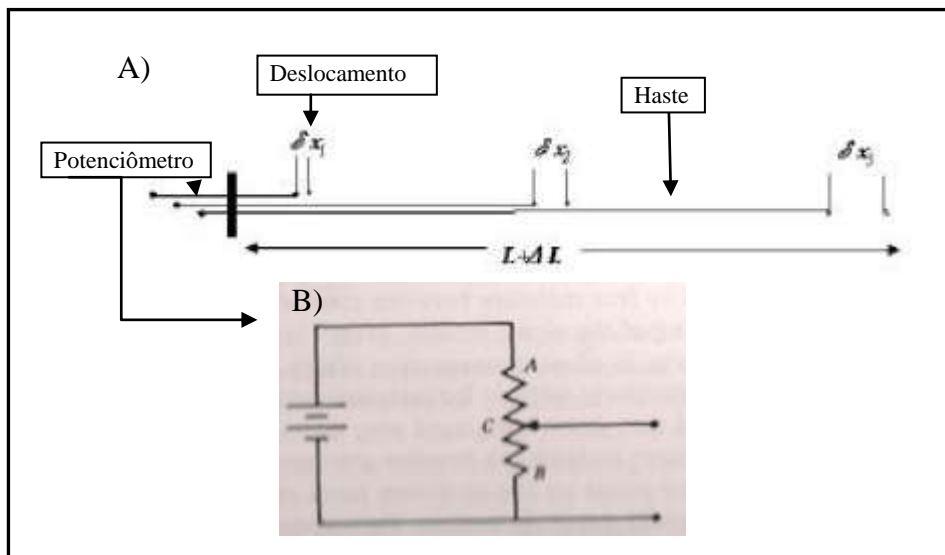 A)
Deslocamento
Haste
Potenciômetro
δx₁
δx₂
δx₃
L+ΔL
B)
A
C
B